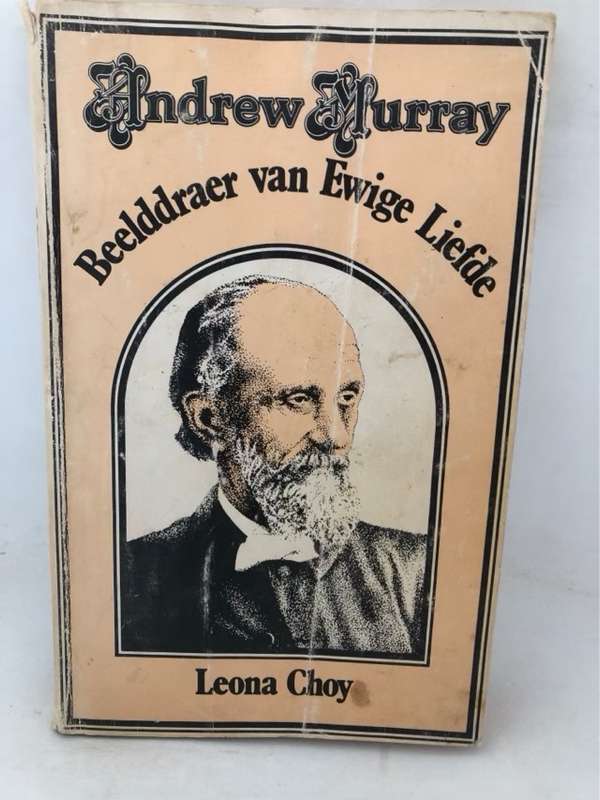 Andrew Murray
Beelddraer van Ewige Liefde
Leona Choy